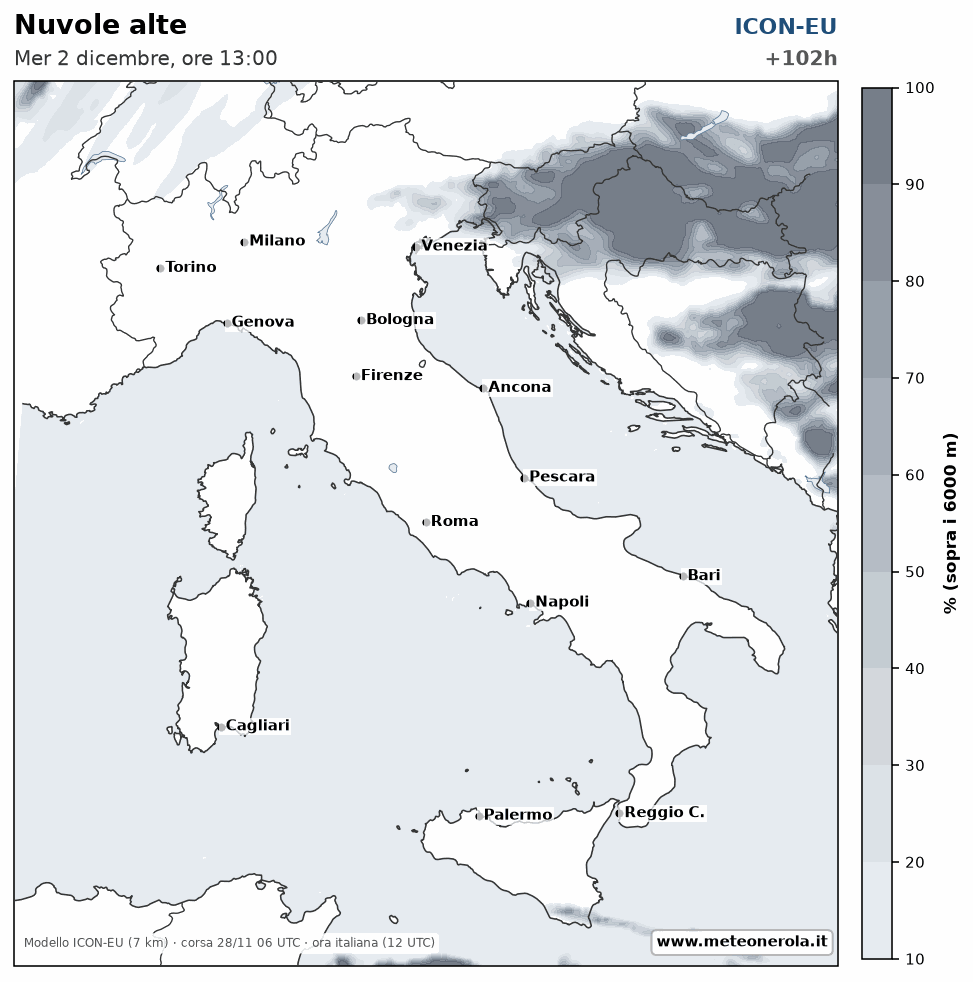 Nuvole alte
ICON-EU
Mer 2 dicembre, ore 13:00
+102h
100
90
80
70
60
50
40
30
20
10
% (sopra i 6000 m)
Milano
Venezia
Torino
Genova
Bologna
Firenze
Ancona
Pescara
Roma
Bari
Napoli
Cagliari
Palermo
Reggio C.
Modello ICON-EU (7 km) · corsa 28/11 06 UTC · ora italiana (12 UTC)
www.meteonerola.it